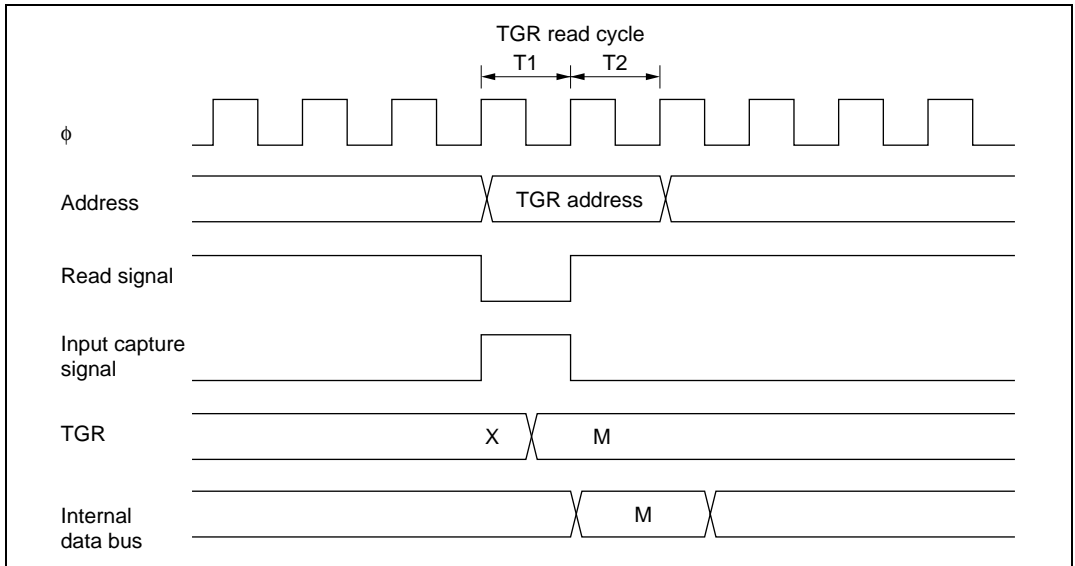 TGR read cycle
T1 T2
ϕ
Address
TGR address
Read signal
Input capture
signal
TGR
X M
Internal
data bus
M